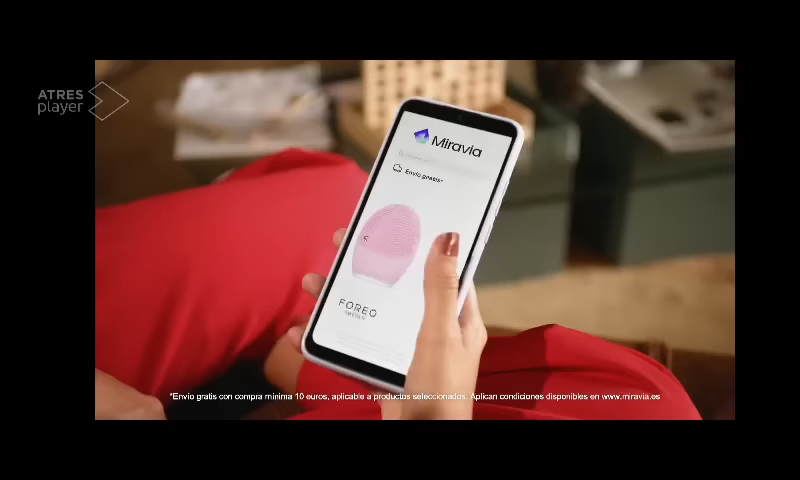 ATRES
player
Miravia
Envío gratis*
FOREO
*Envío gratis con compra mínima 10 euros, aplicable a productos seleccionados. Aplican condiciones disponibles en www.miravia.es